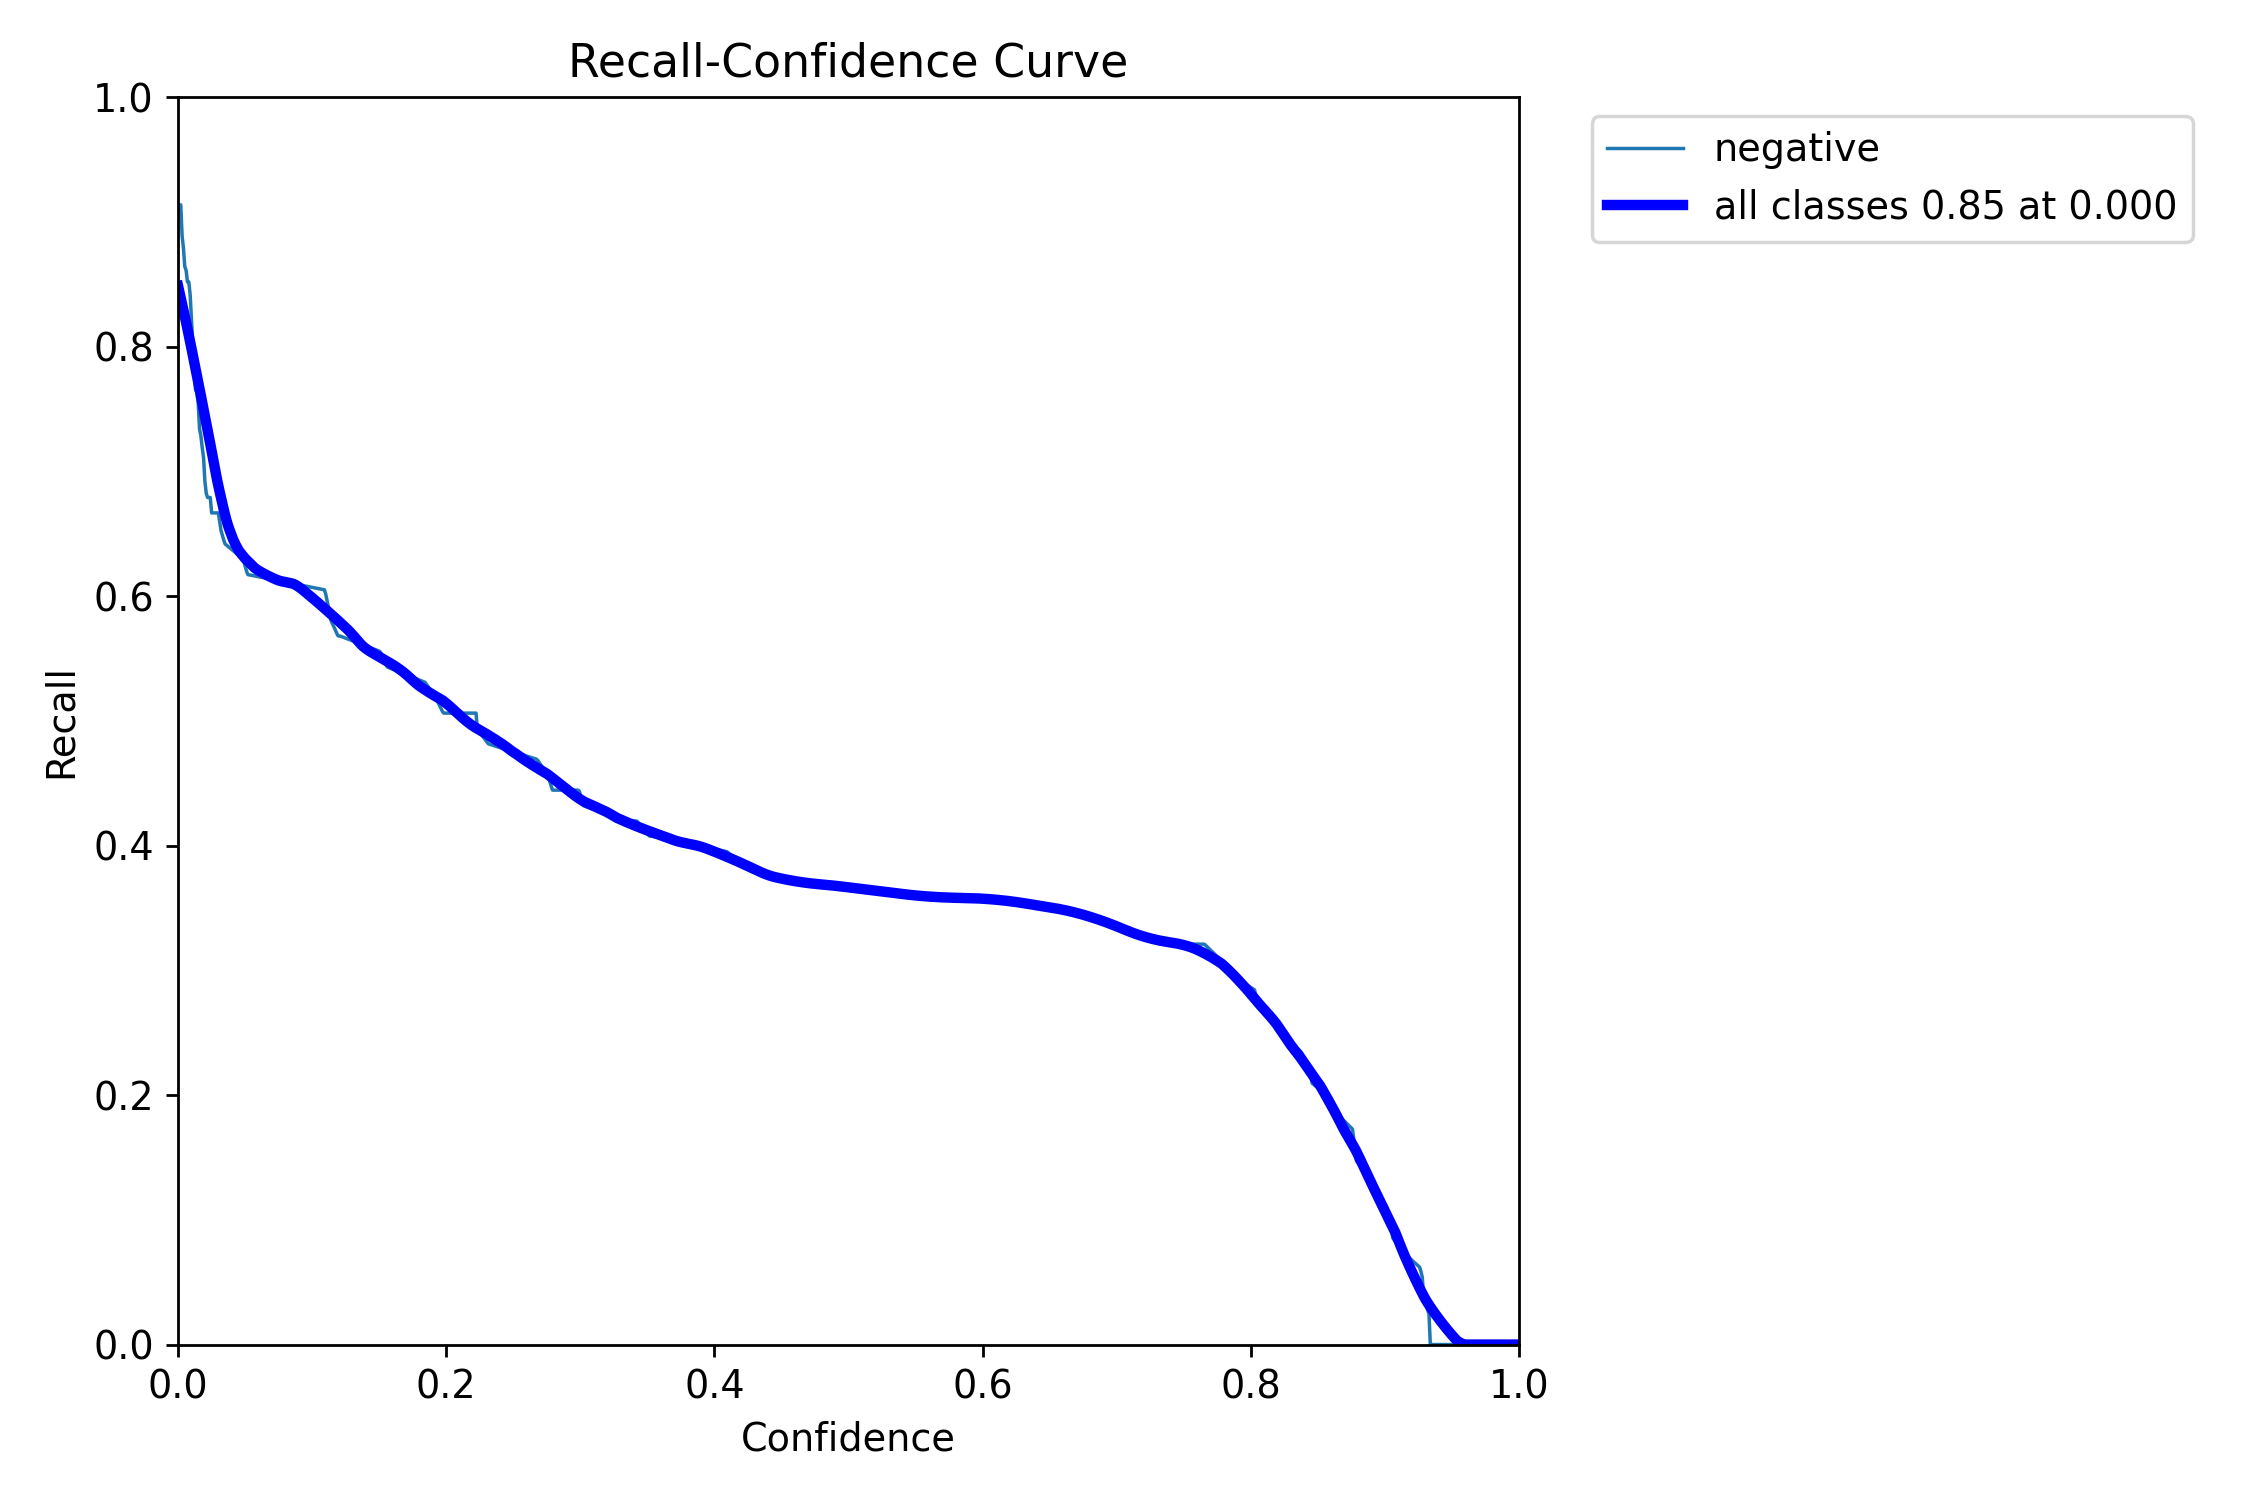 Recall-Confidence Curve
negative
all classes 0.85 at 0.000
1.0
0.8
0.6
0.4
0.2
0.0
Recall
0.0 0.2 0.4 0.6 0.8 1.0
Confidence